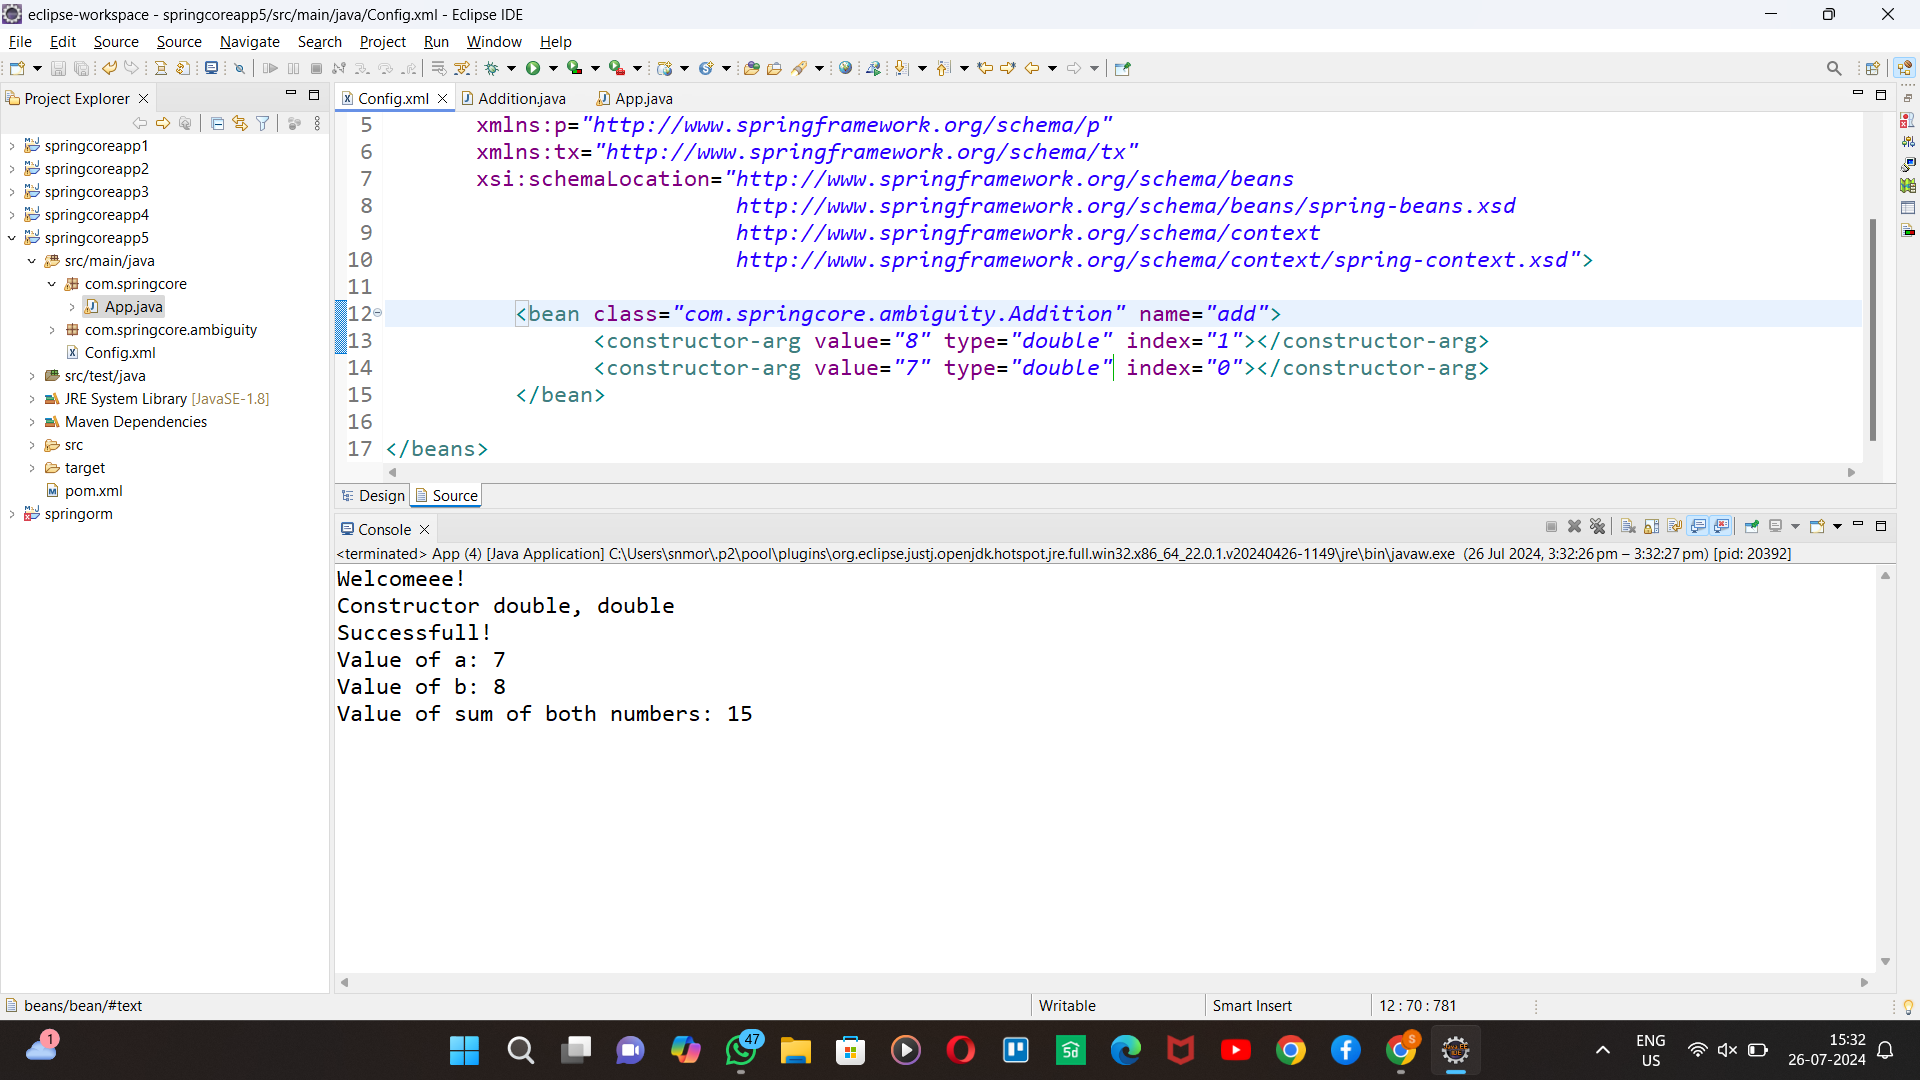 eclipse-workspace - springcoreapp5/src/main/java/Config.xml - Eclipse IDE
File Edit Source Source Navigate Search Project Run Window Help
Project Explorer
springcoreapp1
springcoreapp2
springcoreapp3
springcoreapp4
springcoreapp5
src/main/java
com.springcore
App.java
com.springcore.ambiguity
Config.xml
src/test/java
JRE System Library [JavaSE-1.8]
Maven Dependencies
src
target
pom.xml
springorm
Config.xml Addition.java App.java
5 xmlns:p="http://www.springframework.org/schema/p"
6 xmlns:tx="http://www.springframework.org/schema/tx"
7 xsi:schemaLocation="http://www.springframework.org/schema/beans
8 http://www.springframework.org/schema/beans/spring-beans.xsd
9 http://www.springframework.org/schema/context
10 http://www.springframework.org/schema/context/spring-context.xsd">
11
12 <bean class="com.springcore.ambiguity.Addition" name="add">
13 <constructor-arg value="8" type="double" index="1"></constructor-arg>
14 <constructor-arg value="7" type="double" index="0"></constructor-arg>
15 </bean>
16
17 </beans>
Design Source
Console
<terminated> App (4) [Java Application] C:\Users\snmor\.p2\pool\plugins\org.eclipse.justj.openjdk.hotspot.jre.full.win32.x86_64_22.0.1.v20240426-1149\jre\bin\javaw.exe (26 Jul 2024, 3:32:26 pm – 3:32:27 pm) [pid: 20392]
Welcomeee!
Constructor double, double
Successfull!
Value of a: 7
Value of b: 8
Value of sum of both numbers: 15
beans/bean/#text
Writable
Smart Insert
12 : 70 : 781
1
47
S
ENG
US
15:32
26-07-2024